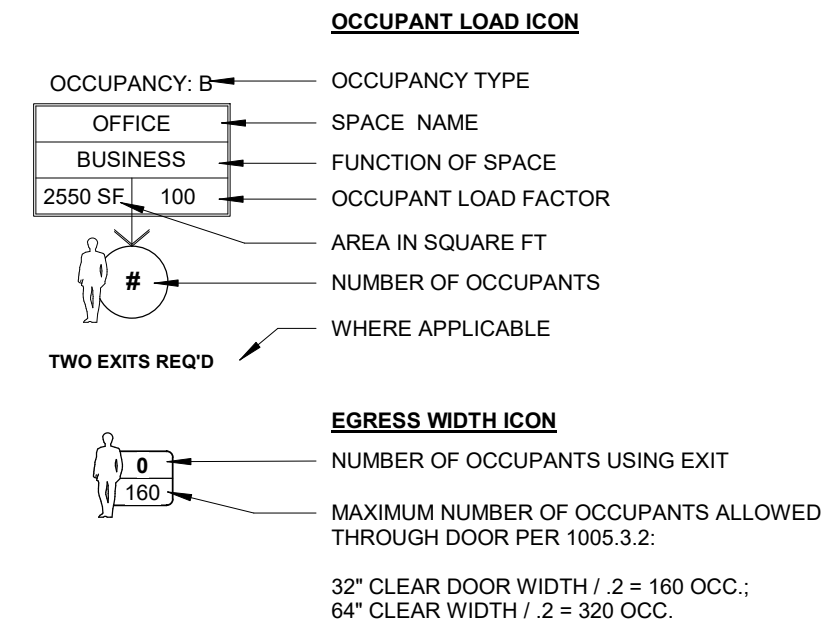 OCCUPANT LOAD ICON
OCCUPANCY: B
OCCUPANCY TYPE
OFFICE
SPACE NAME
BUSINESS
FUNCTION OF SPACE
2550 SF
100
OCCUPANT LOAD FACTOR
AREA IN SQUARE FT
#
NUMBER OF OCCUPANTS
WHERE APPLICABLE
TWO EXITS REQ'D
EGRESS WIDTH ICON
0
NUMBER OF OCCUPANTS USING EXIT
160
MAXIMUM NUMBER OF OCCUPANTS ALLOWED
THROUGH DOOR PER 1005.3.2:
32" CLEAR DOOR WIDTH / .2 = 160 OCC.;
64" CLEAR WIDTH / .2 = 320 OCC.